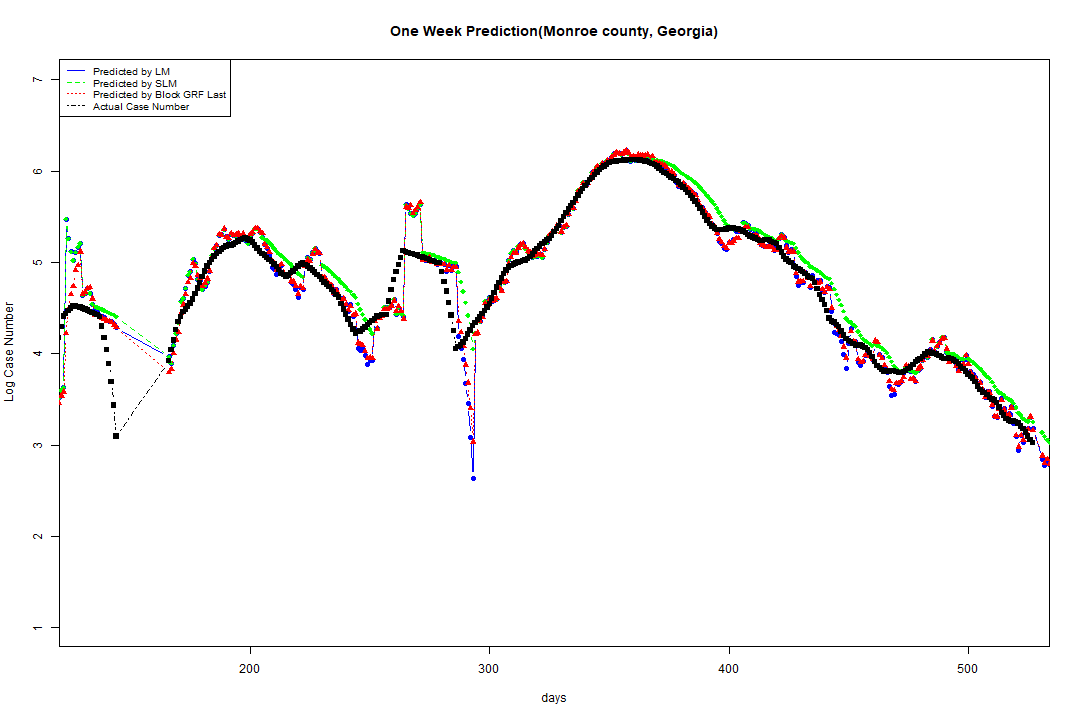 One Week Prediction(Monroe county, Georgia)
Predicted by LM
Predicted by SLM
Predicted by Block GRF Last
Actual Case Number
7
6
5
4
3
2
1
Log Case Number
200 300 400 500
days